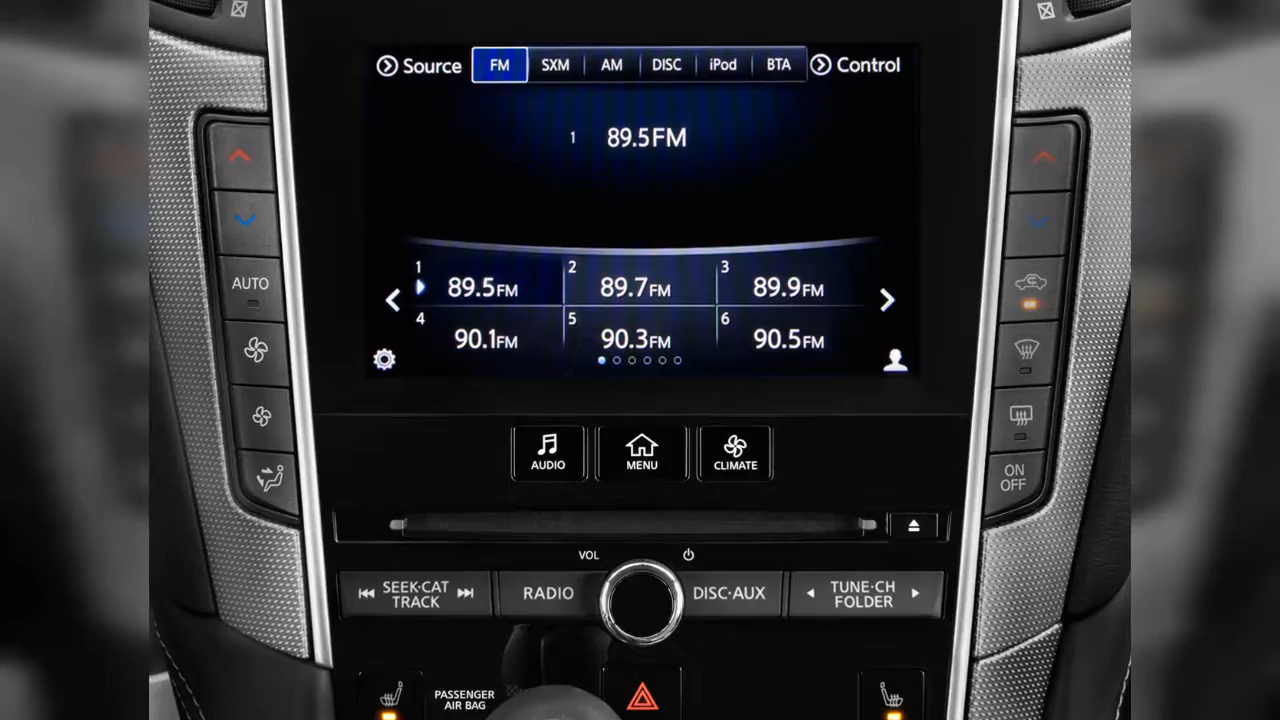 Source FM SXM AM DISC iPod BTA Control
1 89.5FM
1 89.5FM 2 89.7FM 3 89.9FM
4 90.1FM 5 90.3FM 6 90.5FM
AUTO
AUDIO MENU CLIMATE
ON
OFF
VOL
SEEK·CAT
TRACK
RADIO
DISC·AUX
TUNE·CH
FOLDER
PASSENGER
AIR BAG